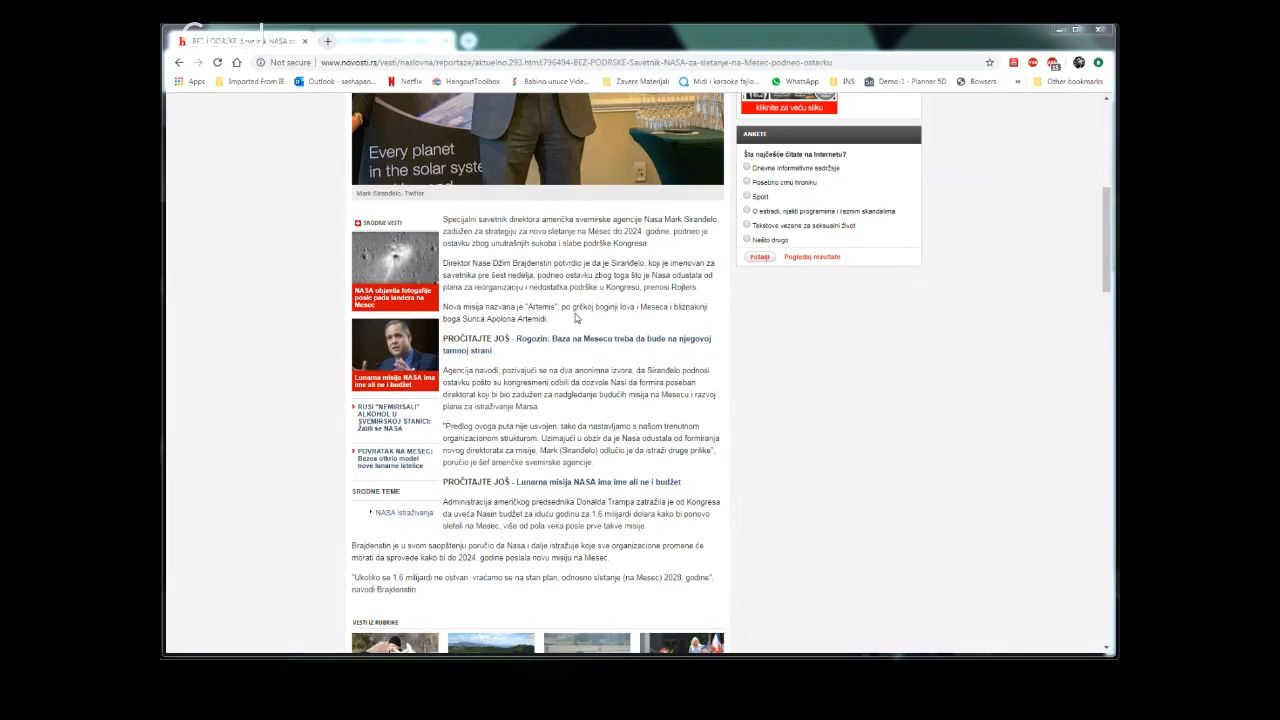 BEZ PODRSKE: Savetnik NASA za
Not secure
www.novosti.rs/vesti/naslovna/reportaze/aktuelno.293.html:796494-BEZ-PODRSKE-Savetnik-NASA-za-sletanje-na-Mesec-podneo-ostavku
Apps
Imported From IE
Outlook - sashapan...
Netflix
HangoutToolbox
Babino unuce Vide...
Zavere Materijali
Midi i karaoke fajlo...
WhatsApp
INS
Demo-1 - Planner 5D
Bowsers
»
Other bookmarks
Every planet
in the solar syste
Mark Siranđelo, Twitter
SRODNE VESTI
NASA objavila fotografije
posle pada landera na
Mesec
Lunarna misija NASA ima
ime ali ne i budžet
RUSI "NEMIRISALI"
ALKOHOL U
SVEMIRSKOJ STANICI:
Žalili se NASA
POVRATAK NA MESEC:
Bezos otkrio model
nove lunarne letelice
SRODNE TEME
NASA istraživanja
Specijalni savetnik direktora američke svemirske agencije Nasa Mark Siranđelo,
zadužen za strategiju za novo sletanje na Mesec do 2024. godine, podneo je
ostavku zbog unutrašnjih sukoba i slabe podrške Kongresa.
Direktor Nase Džim Brajdenstin potvrdio je da je Siranđelo, koji je imenovan za
savetnika pre šest nedelja, podneo ostavku zbog toga što je Nasa odustala od
plana za reorganizaciju i nedostatka podrške u Kongresu, prenosi Rojters.
Nova misija nazvana je "Artemis", po grčkoj boginji lova i Meseca i bliznakinji
boga Sunca Apolona Artemidi.
PROČITAJTE JOŠ - Rogozin: Baza na Mesecu treba da bude na njegovoj
tamnoj strani
Agencija navodi, pozivajući se na dva anonimna izvora, da Siranđelo podnosi
ostavku pošto su kongresmeni odbili da dozvole Nasi da formira poseban
direktorat koji bi bio zadužen za nadgledanje budućih misija na Mesecu i razvoj
plana za istraživanje Marsa.
"Predlog ovoga puta nije usvojen, tako da nastavljamo s našom trenutnom
organizacionom strukturom. Uzimajući u obzir da je Nasa odustala od formiranja
novog direktorata za misije, Mark (Siranđelo) odlučio je da istraži druge prilike",
poručio je šef američke svemirske agencije.
PROČITAJTE JOŠ - Lunarna misija NASA ima ime ali ne i budžet
Administracija američkog predsednika Donalda Trampa zatražila je od Kongresa
da uveća Nasin budžet za iduću godinu za 1,6 milijardi dolara kako bi ponovo
sleteli na Mesec, više od pola veka posle prve takve misije.
Brajdenstin je u svom saopštenju poručio da Nasa i dalje istražuje koje sve organizacione promene će
morati da sprovede kako bi do 2024. godine poslala novu misiju na Mesec.
"Ukoliko se 1,6 milijardi ne ostvari, vraćamo se na stari plan, odnosno sletanje (na Mesec) 2028. godine",
navodi Brajdenstin
VESTI IZ RUBRIKE
kliknite za veću sliku
ANKETE
Šta najčešće čitate na Internetu?
Dnevne informativne sadržaje
Posebno crnu hroniku
Sport
O estradi, rijaliti programima i raznim skandalima
Tekstove vezane za seksualni život
Nešto drugo
Pošalji
Pogledaj rezultate